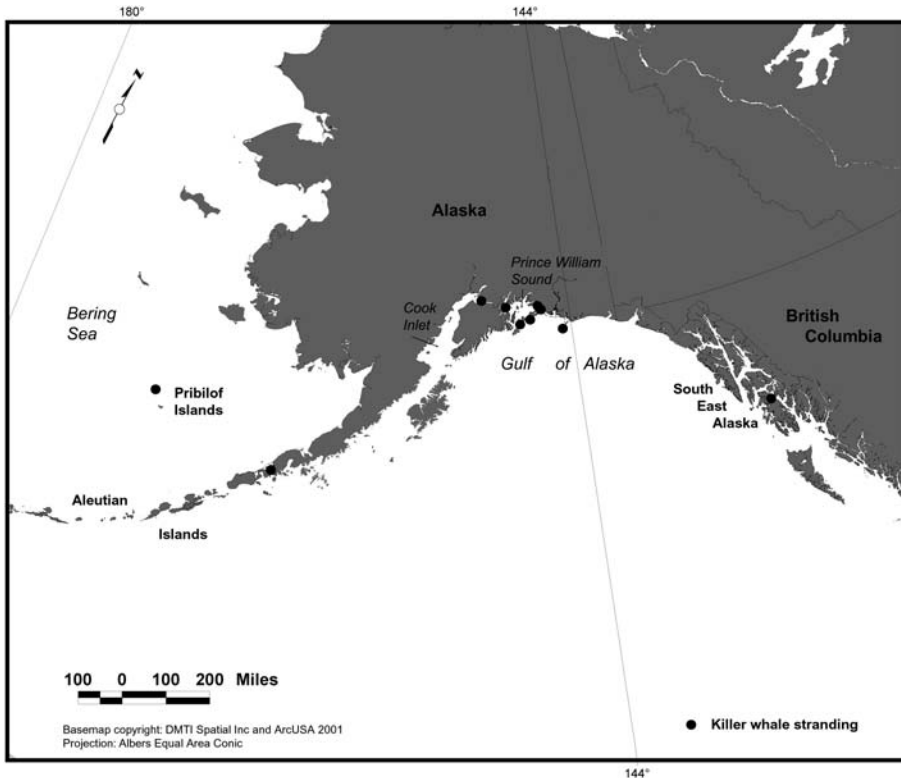 180°
144°
N
Alaska
Prince William
Sound
Cook
Inlet
Bering
Sea
British
Columbia
Gulf of Alaska
Pribilof
Islands
South
East
Alaska
Aleutian
Islands
100 0 100 200 Miles
Killer whale stranding
Basemap copyright: DMTI Spatial Inc and ArcUSA 2001
Projection: Albers Equal Area Conic
144°